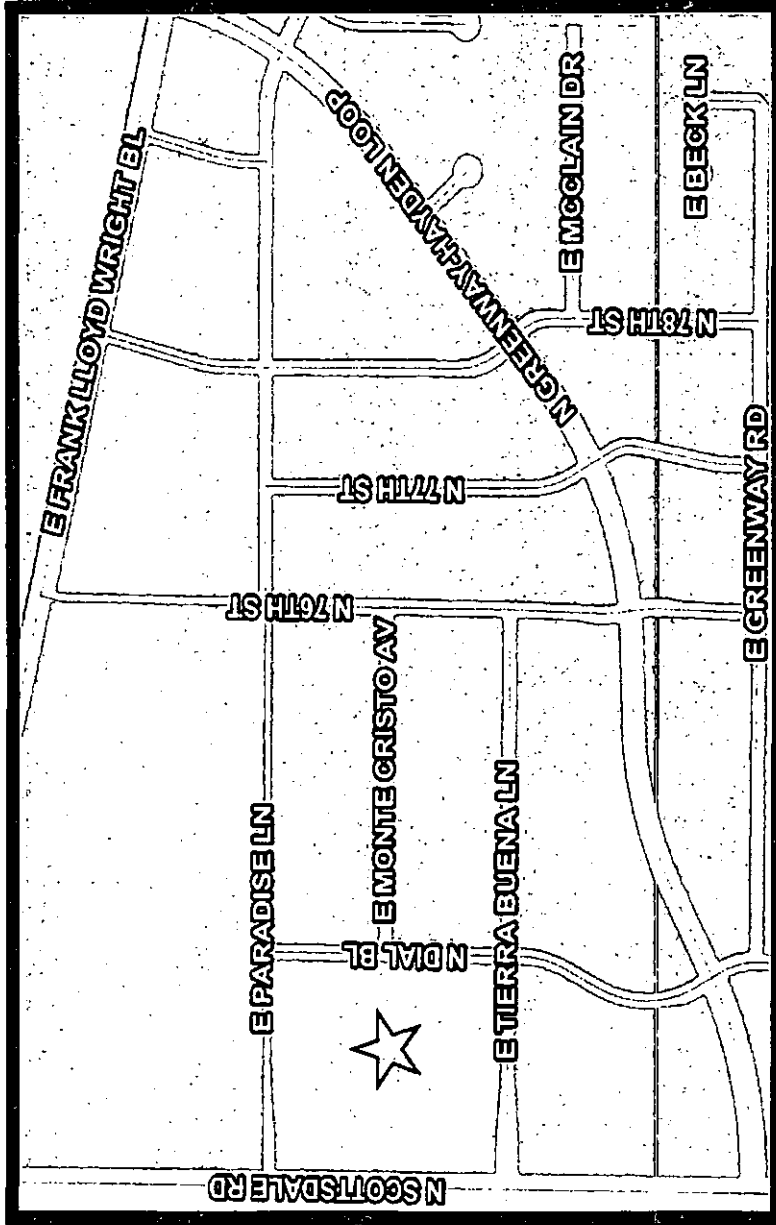 E FRANK LLOYD WRIGHT BL
N GREENWAY-HAYDEN LOOP
E MCCLAIN DR
E BECK LN
N 78TH ST
N 77TH ST
N 76TH ST
E GREENWAY RD
E PARADISE LN
E MONTE CRISTO AV
E TIERRA BUENA LN
N DIAL BL
N SCOTTSDALE RD